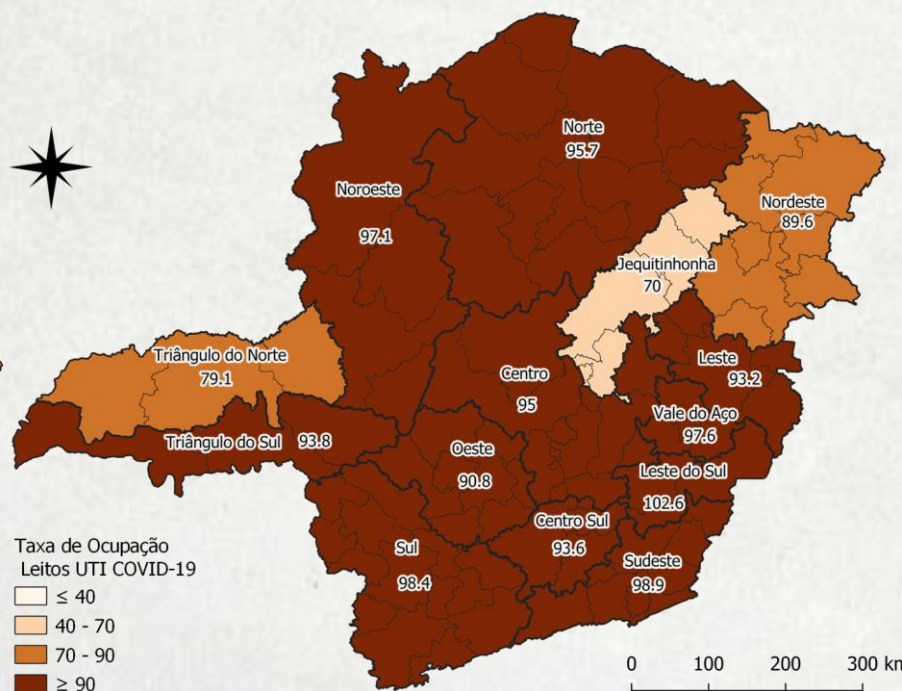 Norte
95.7
Noroeste
97.1
Nordeste
89.6
Jequitinhonha
70
Triângulo do Norte
79.1
Leste
93.2
Centro
95
Vale do Aço
97.6
Triângulo do Sul
93.8
Oeste
90.8
Leste do Sul
102.6
Centro Sul
93.6
Sul
98.4
Sudeste
98.9
Taxa de Ocupação
Leitos UTI COVID-19
≤ 40
40 - 70
70 - 90
≥ 90
0 100 200 300 km